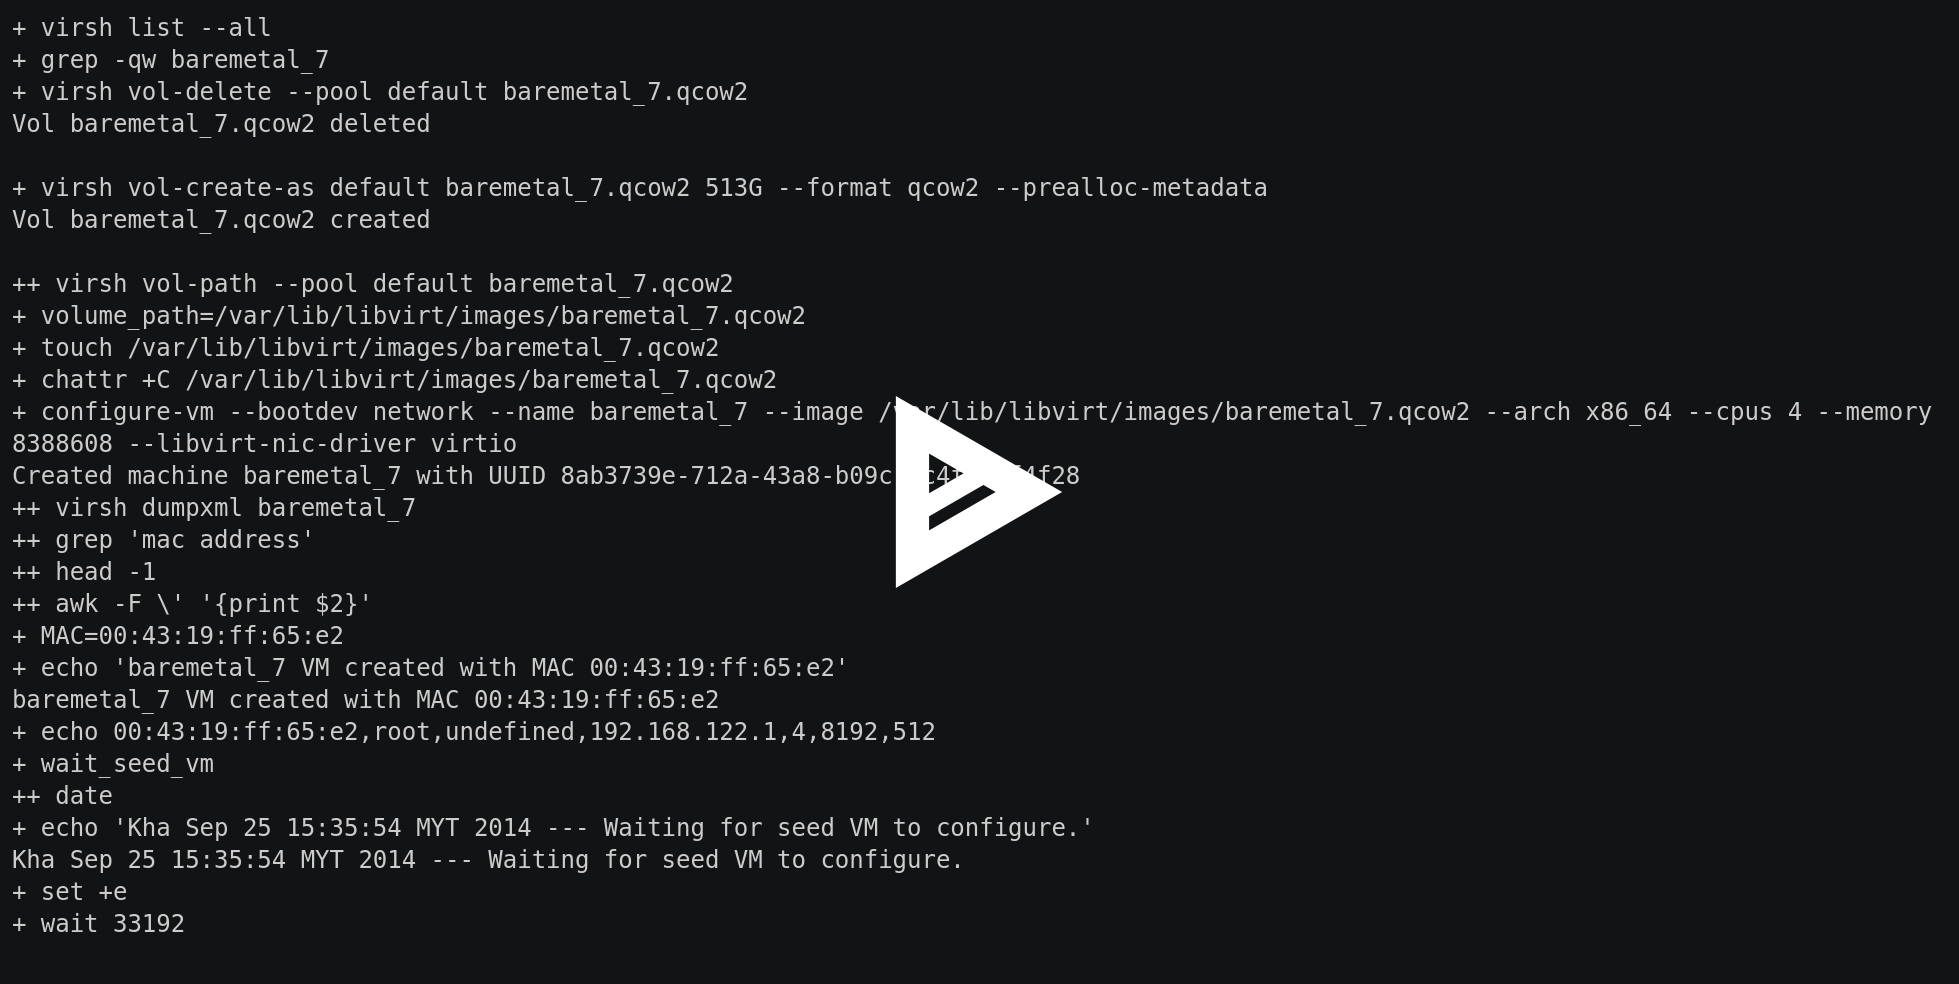 + virsh list --all
+ grep -qw baremetal_7
+ virsh vol-delete --pool default baremetal_7.qcow2
Vol baremetal_7.qcow2 deleted
+ virsh vol-create-as default baremetal_7.qcow2 513G --format qcow2 --prealloc-metadata
Vol baremetal_7.qcow2 created
++ virsh vol-path --pool default baremetal_7.qcow2
+ volume_path=/var/lib/libvirt/images/baremetal_7.qcow2
+ touch /var/lib/libvirt/images/baremetal_7.qcow2
+ chattr +C /var/lib/libvirt/images/baremetal_7.qcow2
+ configure-vm --bootdev network --name baremetal_7 --image /var/lib/libvirt/images/baremetal_7.qcow2 --arch x86_64 --cpus 4 --memory
8388608 --libvirt-nic-driver virtio
Created machine baremetal_7 with UUID
++ virsh dumpxml baremetal_7
++ grep 'mac address'
++ head -1
++ awk -F \' '{print $2}'
+ MAC=00:43:19:ff:65:e2
+ echo 'baremetal_7 VM created with MAC 00:43:19:ff:65:e2'
baremetal_7 VM created with MAC 00:43:19:ff:65:e2
+ echo 00:43:19:ff:65:e2,root,undefined,192.168.122.1,4,8192,512
+ wait_seed_vm
++ date
+ echo 'Kha Sep 25 15:35:54 MYT 2014 --- Waiting for seed VM to configure.'
Kha Sep 25 15:35:54 MYT 2014 --- Waiting for seed VM to configure.
+ set +e
+ wait 33192